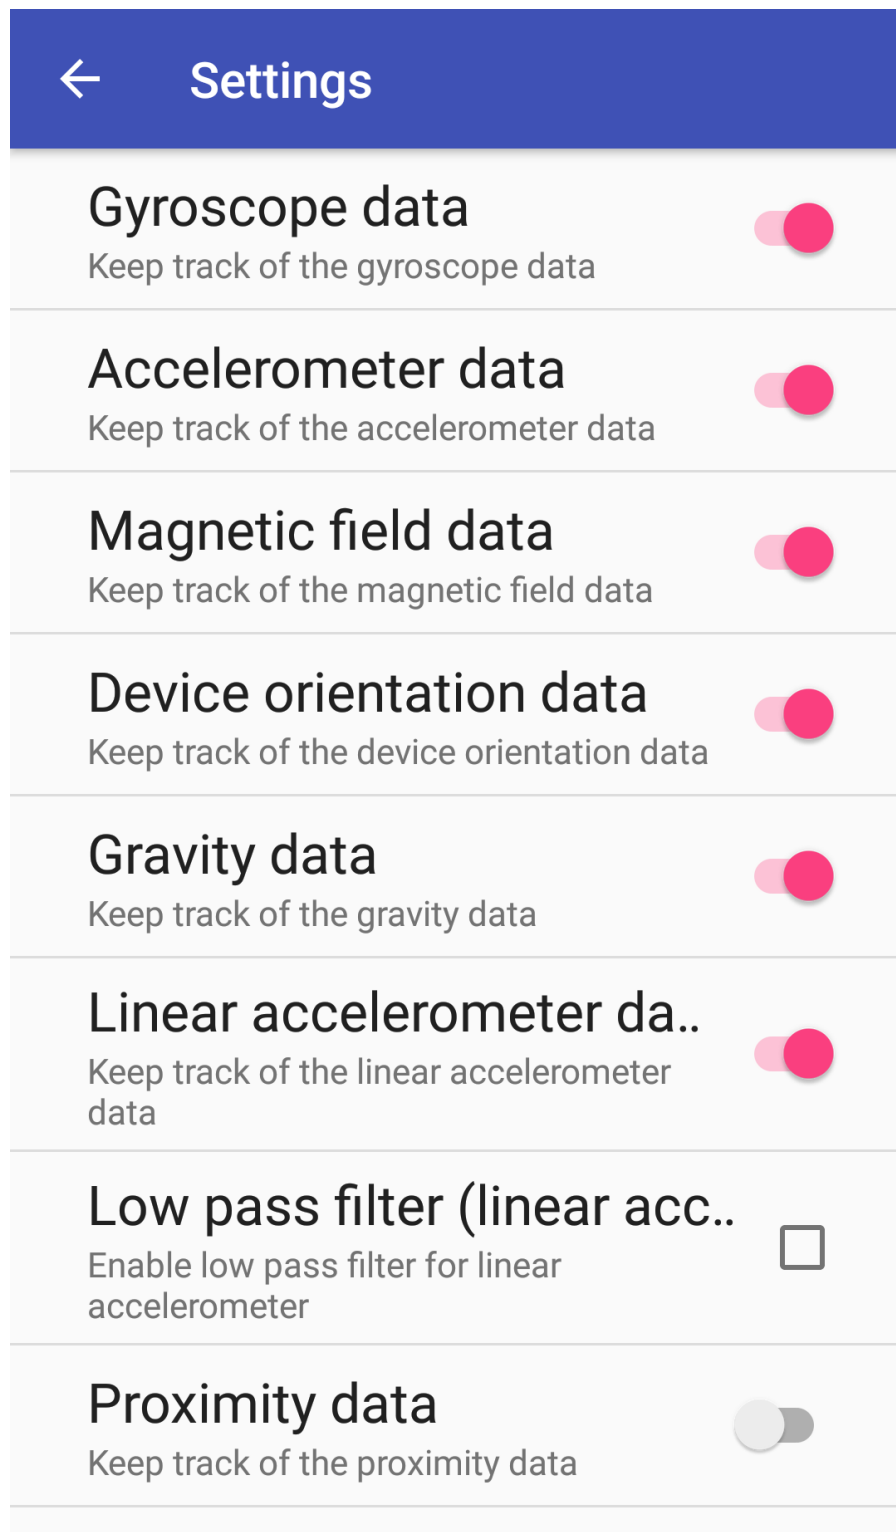 Settings
Gyroscope data
Keep track of the gyroscope data
Accelerometer data
Keep track of the accelerometer data
Magnetic field data
Keep track of the magnetic field data
Device orientation data
Keep track of the device orientation data
Gravity data
Keep track of the gravity data
Linear accelerometer da..
Keep track of the linear accelerometer
data
Low pass filter (linear acc..
Enable low pass filter for linear
accelerometer
Proximity data
Keep track of the proximity data